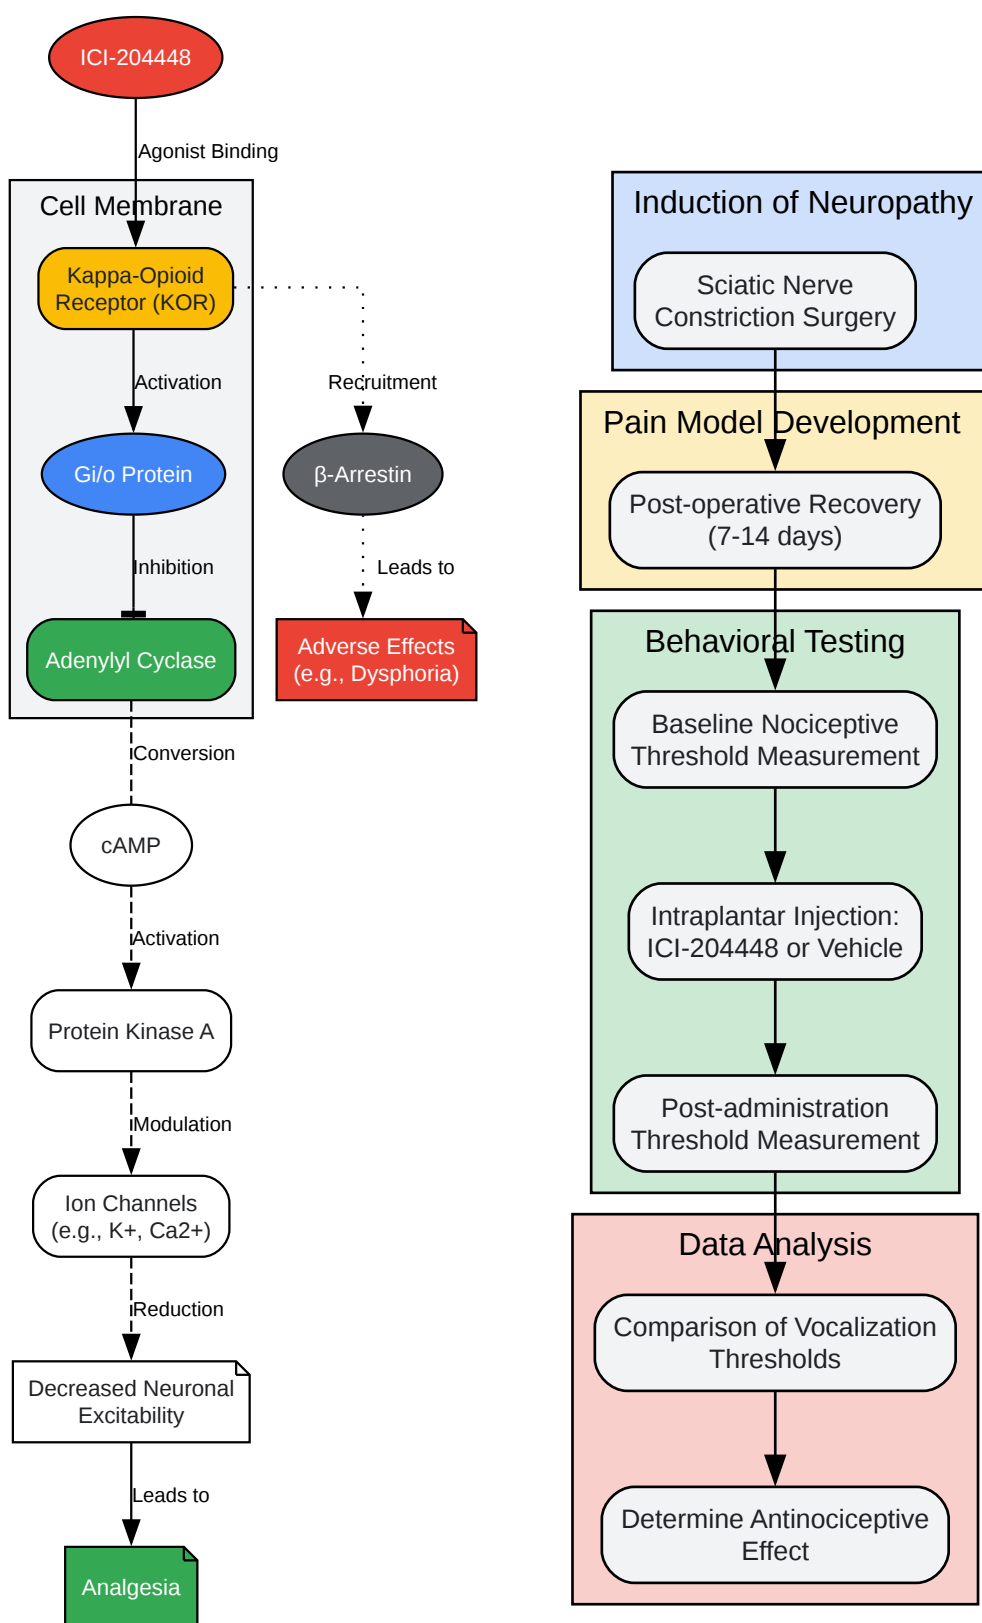 ICI-204448
Agonist Binding
Cell Membrane
Kappa-Opioid
Receptor (KOR)
Activation
Recruitment
Gi/o Protein
β-Arrestin
Inhibition
Leads to
Adenylyl Cyclase
Adverse Effects
(e.g., Dysphoria)
Conversion
cAMP
Activation
Protein Kinase A
Modulation
Ion Channels
(e.g., K+, Ca2+)
Reduction
Decreased Neuronal
Excitability
Leads to
Analgesia
Induction of Neuropathy
Sciatic Nerve
Constriction Surgery
Pain Model Development
Post-operative Recovery
(7-14 days)
Behavioral Testing
Baseline Nociceptive
Threshold Measurement
Intraplantar Injection:
ICI-204448 or Vehicle
Post-administration
Threshold Measurement
Data Analysis
Comparison of Vocalization
Thresholds
Determine Antinociceptive
Effect